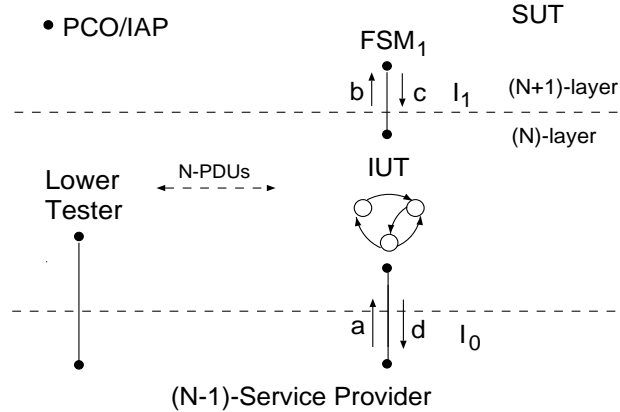 • PCO/IAP
SUT
FSM₁
b c I₁ (N+1)-layer
(N)-layer
N-PDUs
IUT
Lower
Tester
a d I₀
(N-1)-Service Provider